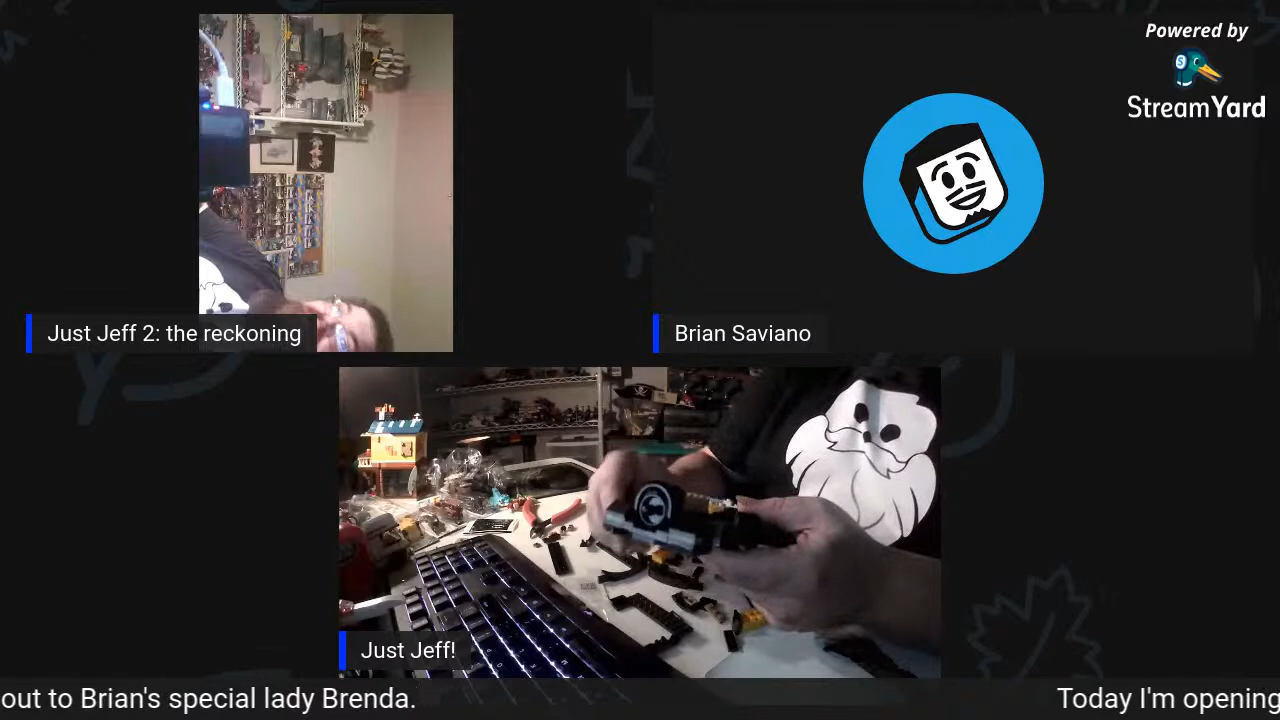 Powered by
StreamYard
Just Jeff 2: the reckoning
Brian Saviano
Just Jeff!
out to Brian's special lady Brenda.
Today I'm opening